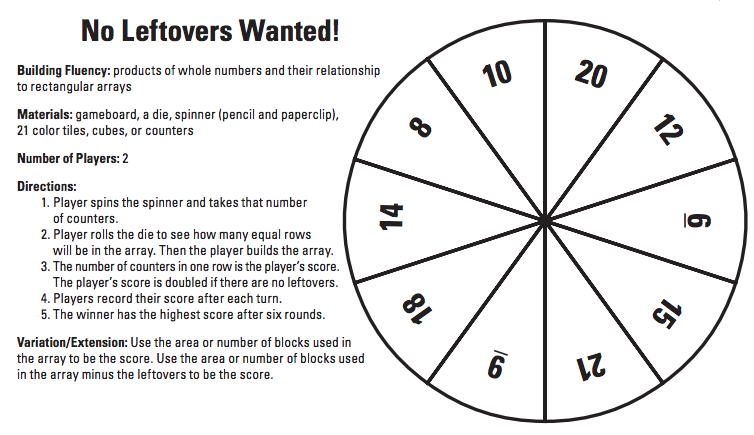 No Leftovers Wanted!
Building Fluency: products of whole numbers and their relationship
to rectangular arrays
Materials: gameboard, a die, spinner (pencil and paperclip),
21 color tiles, cubes, or counters
Number of Players: 2
Directions:
1. Player spins the spinner and takes that number
of counters.
2. Player rolls the die to see how many equal rows
will be in the array. Then the player builds the array.
3. The number of counters in one row is the player's score.
The player's score is doubled if there are no leftovers.
4. Players record their score after each turn.
5. The winner has the highest score after six rounds.
Variation/Extension: Use the area or number of blocks used in
the array to be the score. Use the area or number of blocks used
in the array minus the leftovers to be the score.
20
12
9
15
21
6
18
14
8
10